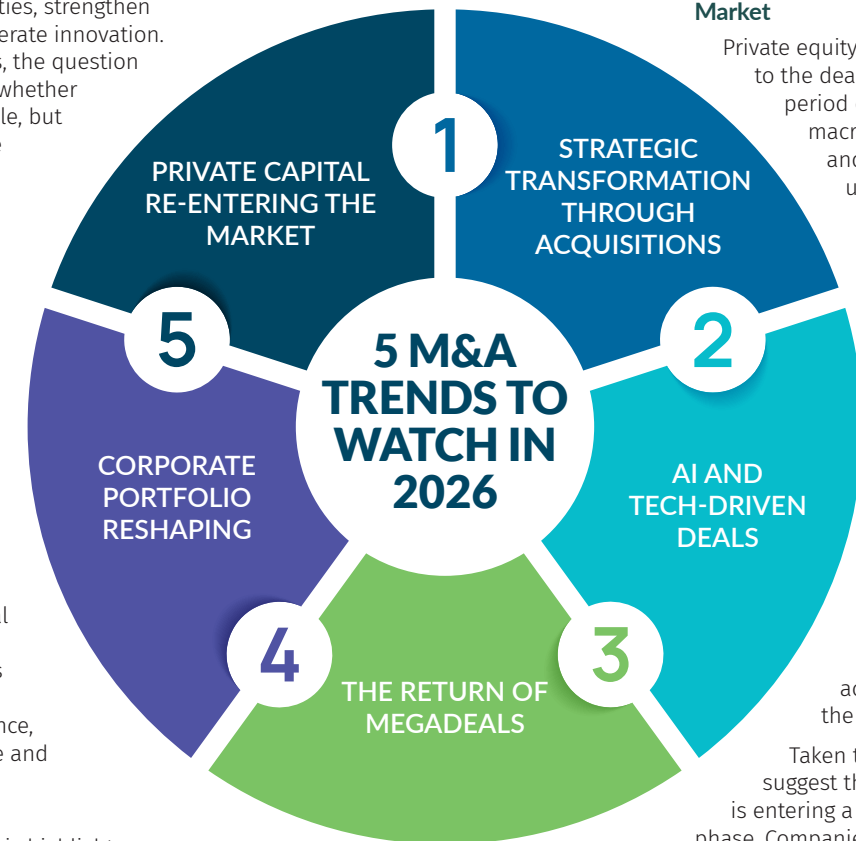 ties, strengthen
erate innovation.
s, the question
whether
le, but
Market
Private equity
to the dea
period
macr
and
u
5 M&A
TRENDS TO
WATCH IN
2026
1
STRATEGIC
TRANSFORMATION
THROUGH
ACQUISITIONS
2
AI AND
TECH-DRIVEN
DEALS
3
THE RETURN OF
MEGADEALS
4
CORPORATE
PORTFOLIO
RESHAPING
5
PRIVATE CAPITAL
RE-ENTERING THE
MARKET
l
s
nce,
e and
ac
the
Taken t
suggest th
is entering a
phase. Companie